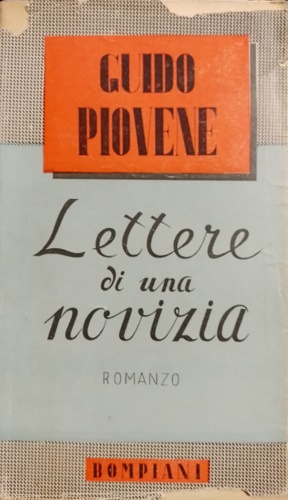 GUIDO
PIOVENE
Lettere
di una
novizia
ROMANZO
BOMPIANI